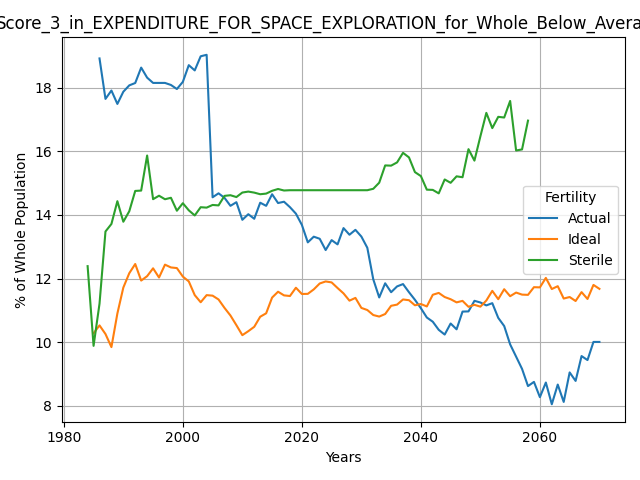 Score_3_in_EXPENDITURE_FOR_SPACE_EXPLORATION_for_Whole_Below_Avera
% of Whole Population
18
16
14
12
10
8
Fertility
Actual
Ideal
Sterile
1980
2000
2020
2040
2060
Years